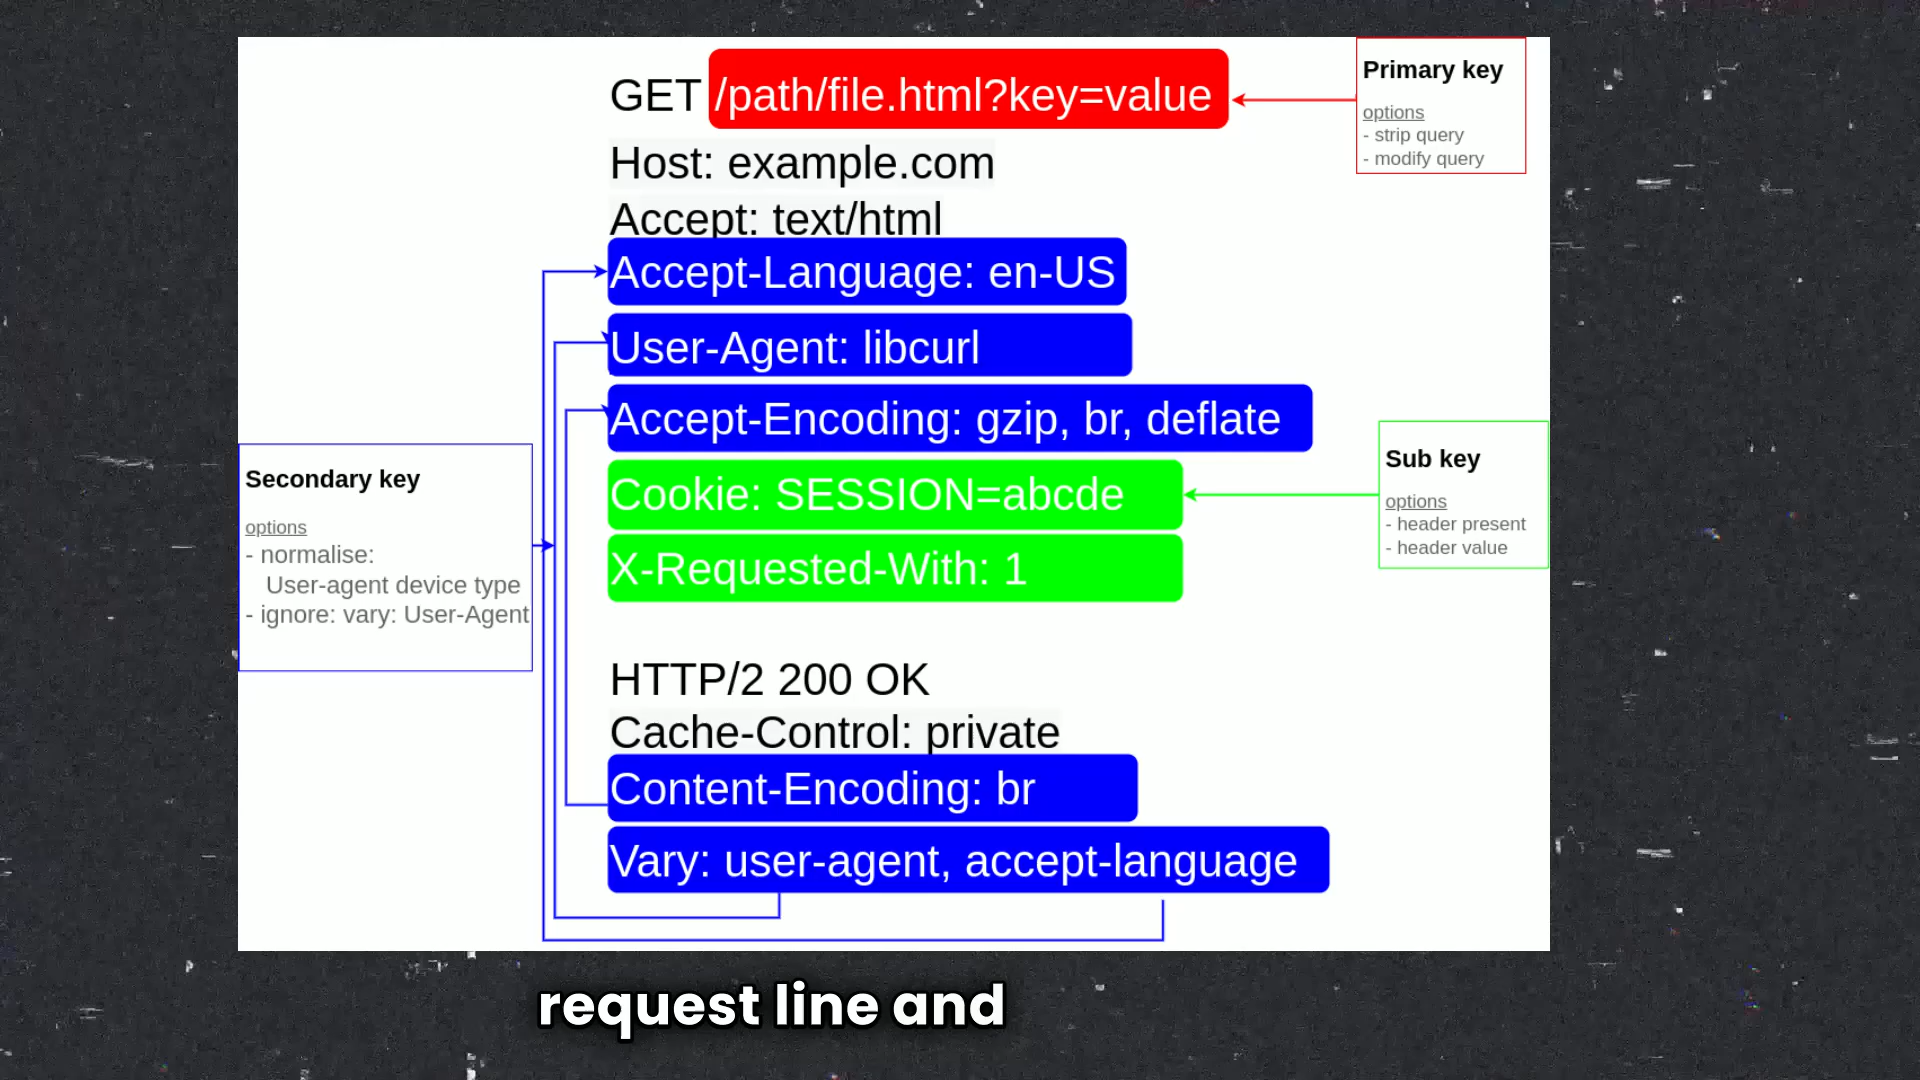 GET /path/file.html?key=value
Host: example.com
Accept: text/html
Accept-Language: en-US
User-Agent: libcurl
Accept-Encoding: gzip, br, deflate
Cookie: SESSION=abcde
X-Requested-With: 1
HTTP/2 200 OK
Cache-Control: private
Content-Encoding: br
Vary: user-agent, accept-language
Primary key
options
- strip query
- modify query
Secondary key
options
- normalise:
User-agent device type
- ignore: vary: User-Agent
Sub key
options
- header present
- header value
request line and